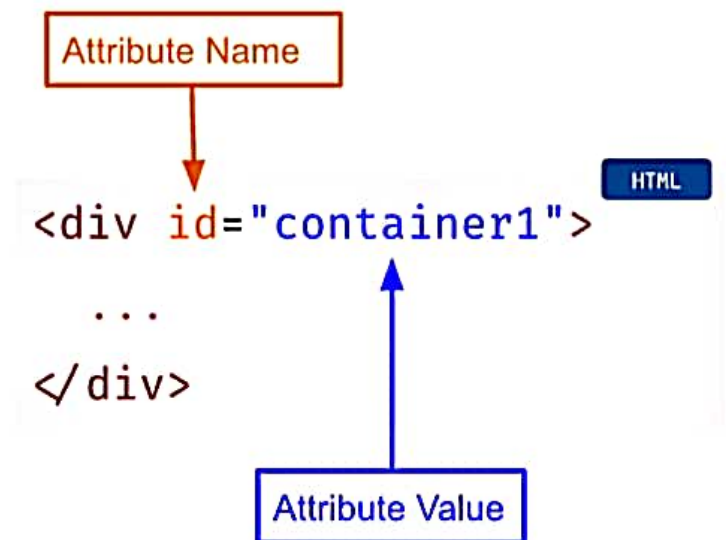 Attribute Name
HTML
<div id="container1">
...
</div>
Attribute Value